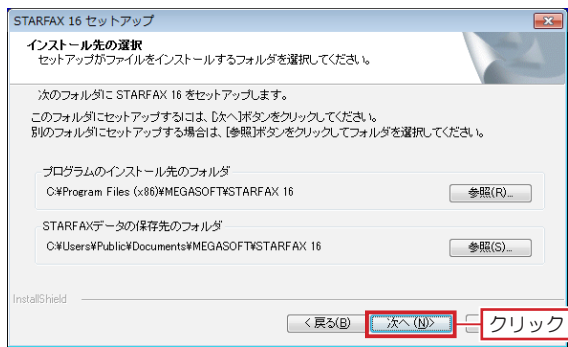 STARFAX 16 セットアップ
インストール先の選択
セットアップがファイルをインストールするフォルダを選択してください。
次のフォルダに STARFAX 16 をセットアップします。
このフォルダにセットアップするには、[次へ]ボタンをクリックしてください。
別のフォルダにセットアップする場合は、[参照]ボタンをクリックしてフォルダを選択してください。
プログラムのインストール先のフォルダ
C:¥Program Files (x86)¥MEGASOFT¥STARFAX 16
参照(R)...
STARFAXデータの保存先のフォルダ
C:¥Users¥Public¥Documents¥MEGASOFT¥STARFAX 16
参照(S)...
InstallShield
< 戻る(B)
次へ(N)>
クリック